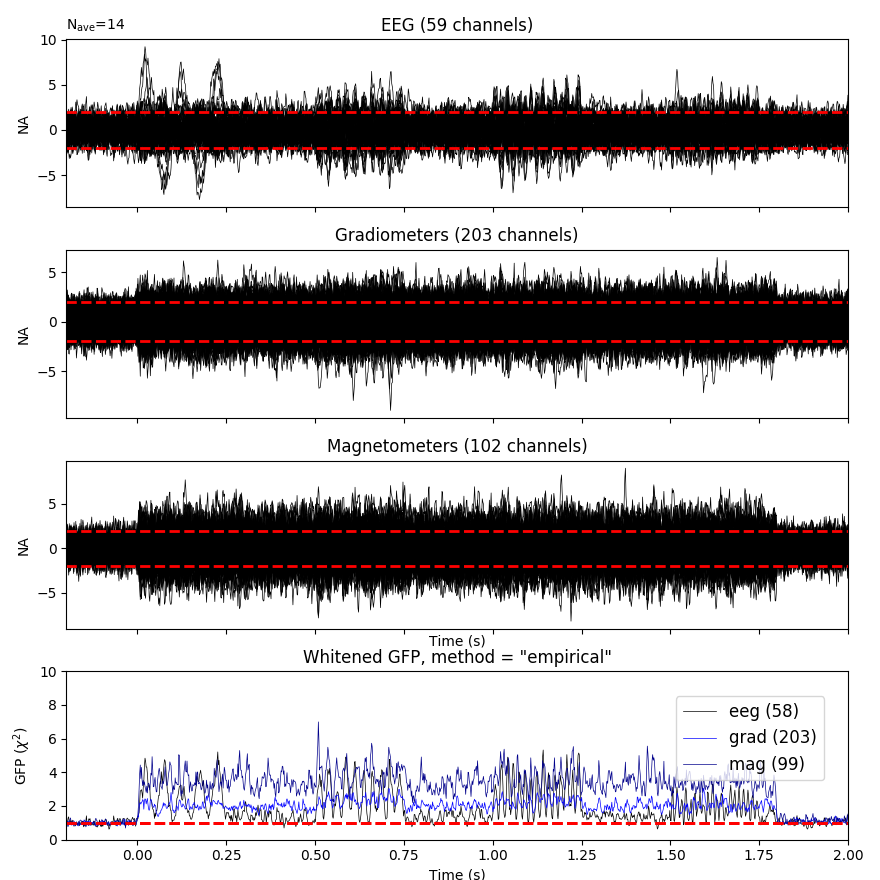 N_ave=14
EEG (59 channels)
10
5
0
−5
NA
Gradiometers (203 channels)
5
0
−5
NA
Magnetometers (102 channels)
5
0
−5
NA
Time (s)
Whitened GFP, method = "empirical"
10
8
6
4
2
0
GFP (χ²)
eeg (58)
grad (203)
mag (99)
0.00 0.25 0.50 0.75 1.00 1.25 1.50 1.75 2.00
Time (s)